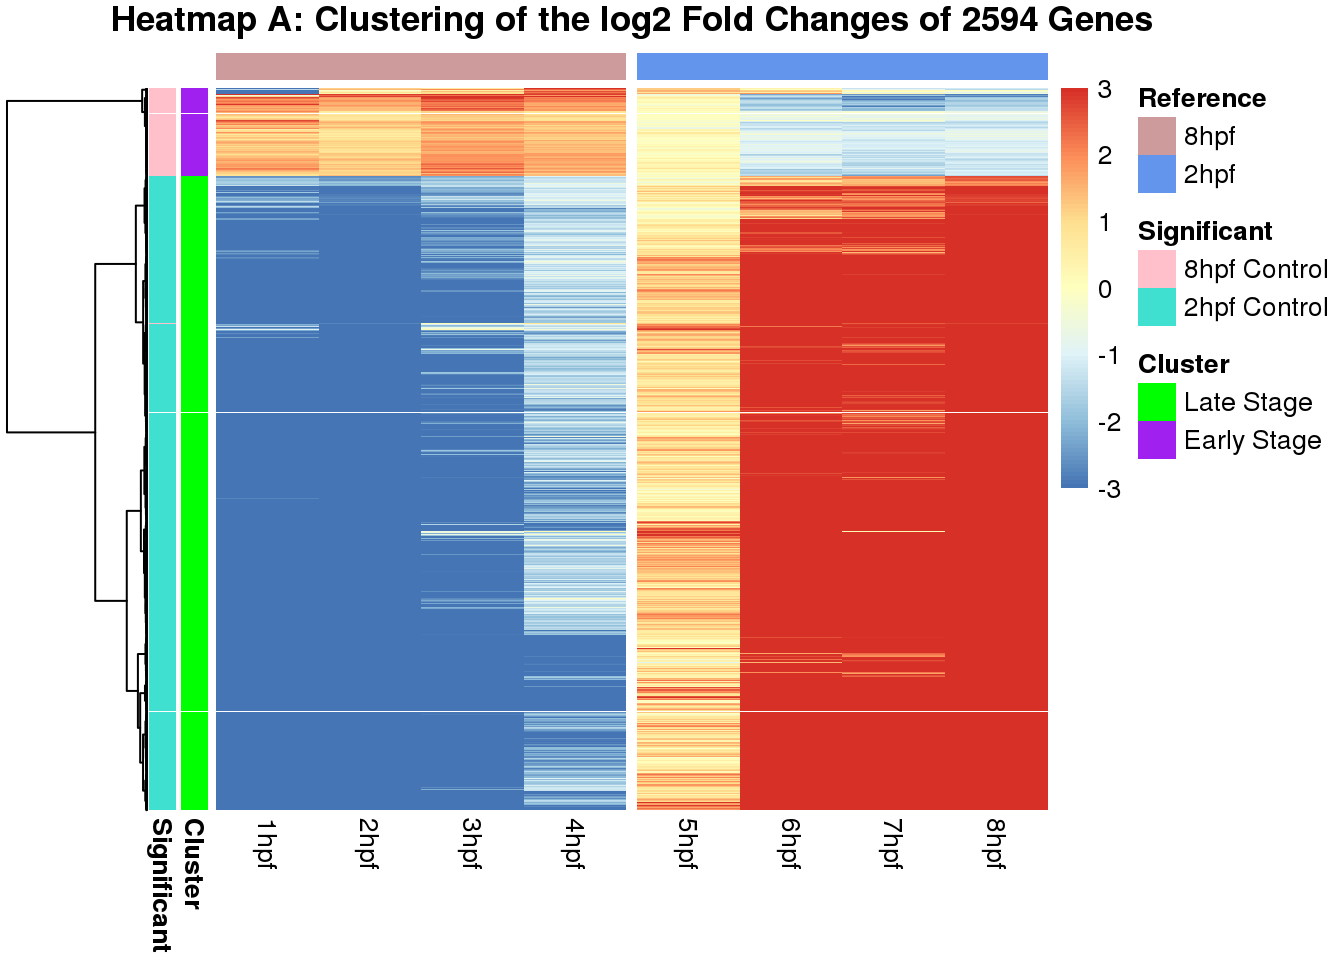 Heatmap A: Clustering of the log2 Fold Changes of 2594 Genes
3
2
1
0
-1
-2
-3
Reference
8hpf
2hpf
Significant
8hpf Control
2hpf Control
Cluster
Late Stage
Early Stage
Significant
Cluster
1hpf
2hpf
3hpf
4hpf
5hpf
6hpf
7hpf
8hpf